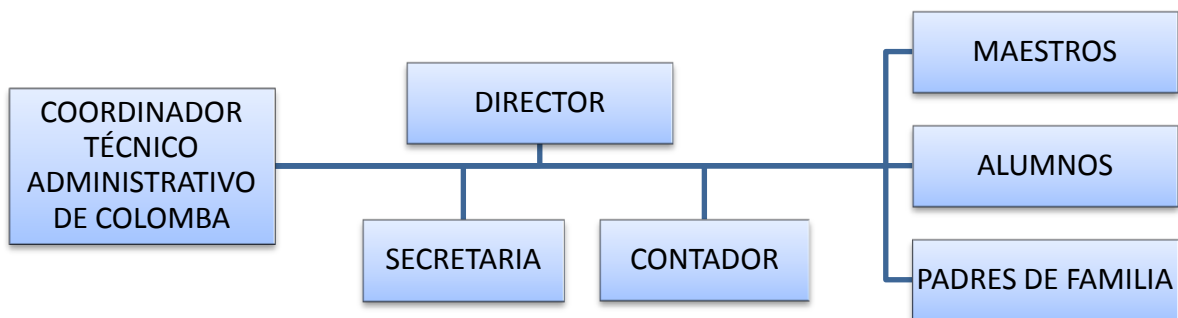 COORDINADOR
TÉCNICO
ADMINISTRATIVO
DE COLOMBA
DIRECTOR
SECRETARIA
CONTADOR
MAESTROS
ALUMNOS
PADRES DE FAMILIA